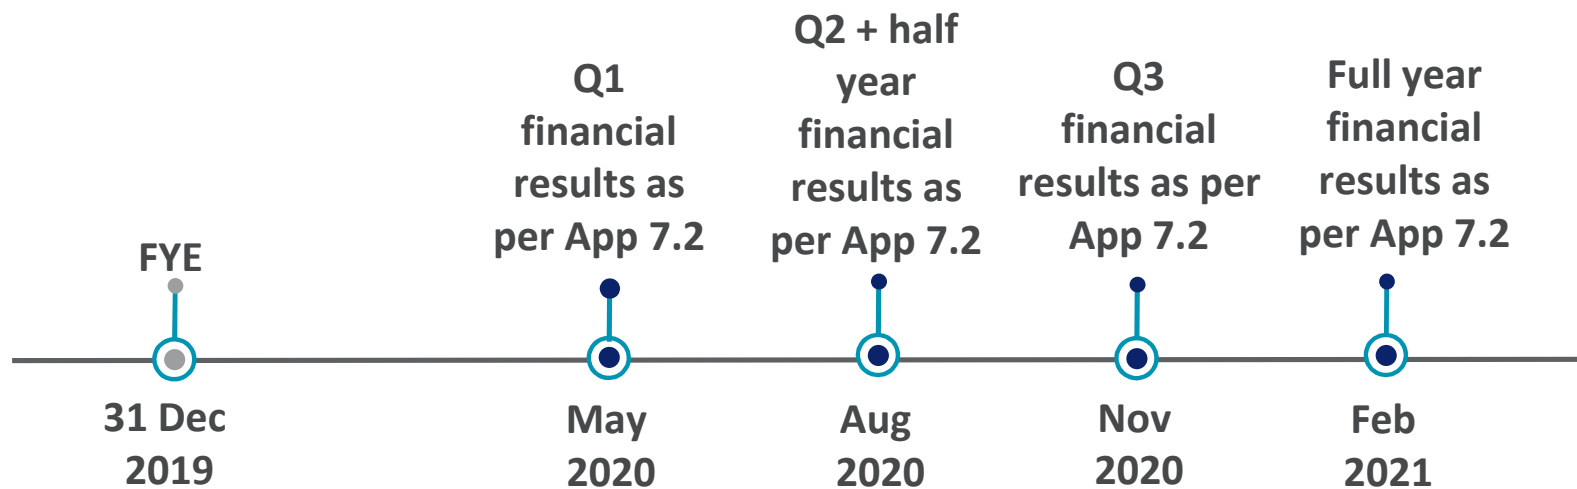 FYE
31 Dec
2019
Q1
financial
results as
per App 7.2
May
2020
Q2 + half
year
financial
results as
per App 7.2
Aug
2020
Q3
financial
results as per
App 7.2
Nov
2020
Full year
financial
results as
per App 7.2
Feb
2021